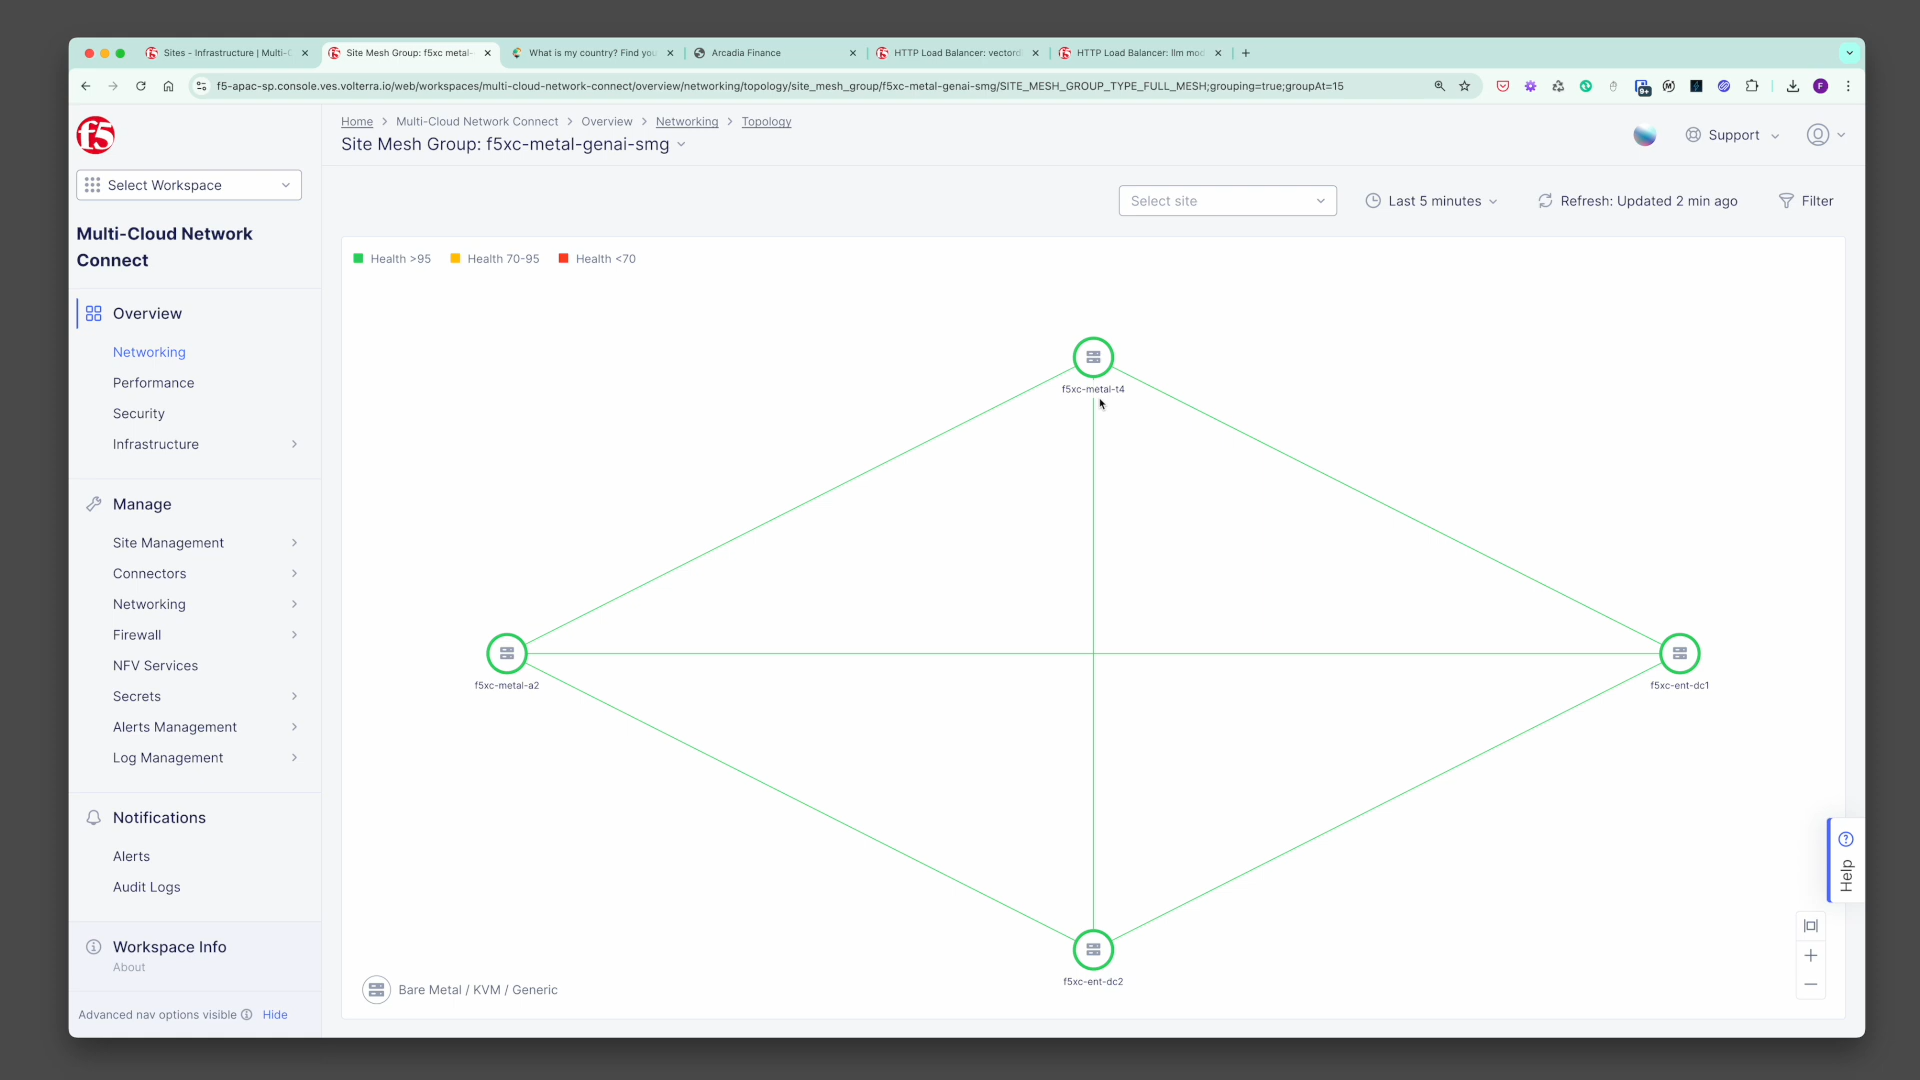 Sites - Infrastructure | Multi-C
Site Mesh Group: f5xc metal-
What is my country? Find you
Arcadia Finance
HTTP Load Balancer: vectord
HTTP Load Balancer: llm mod
f5-apac-sp.console.ves.volterra.io/web/workspaces/multi-cloud-network-connect/overview/networking/topology/site_mesh_group/f5xc-metal-genai-smg/SITE_MESH_GROUP_TYPE_FULL_MESH;grouping=true;groupAt=15
9+
F
f5
Home > Multi-Cloud Network Connect > Overview > Networking > Topology
Site Mesh Group: f5xc-metal-genai-smg
Support
Select Workspace
Select site
Last 5 minutes
Refresh: Updated 2 min ago
Filter
Multi-Cloud Network
Connect
Overview
Networking
Performance
Security
Infrastructure
Manage
Site Management
Connectors
Networking
Firewall
NFV Services
Secrets
Alerts Management
Log Management
Notifications
Alerts
Audit Logs
Workspace Info
About
Advanced nav options visible
Hide
Health >95
Health 70-95
Health <70
f5xc-metal-t4
f5xc-metal-a2
f5xc-ent-dc1
f5xc-ent-dc2
Bare Metal / KVM / Generic
Help